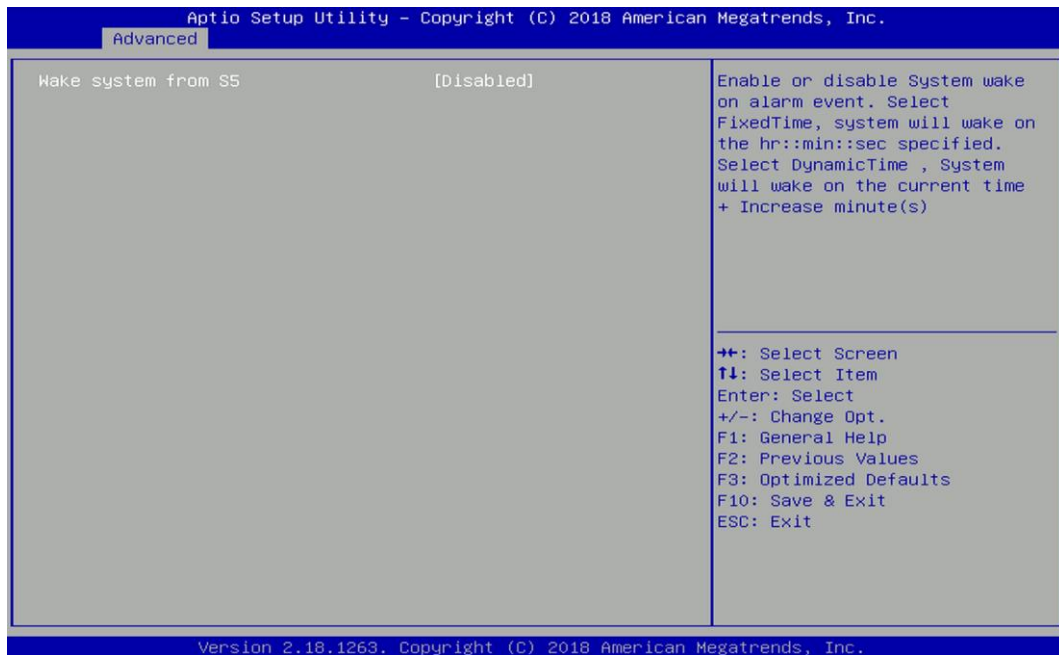 Aptio Setup Utility – Copyright (C) 2018 American Megatrends, Inc.
Advanced
Wake system from S5 [Disabled]
Enable or disable System wake
on alarm event. Select
FixedTime, system will wake on
the hr::min::sec specified.
Select DynamicTime , System
will wake on the current time
+ Increase minute(s)
→←: Select Screen
↑↓: Select Item
Enter: Select
+/-: Change Opt.
F1: General Help
F2: Previous Values
F3: Optimized Defaults
F10: Save & Exit
ESC: Exit
Version 2.18.1263. Copyright (C) 2018 American Megatrends, Inc.